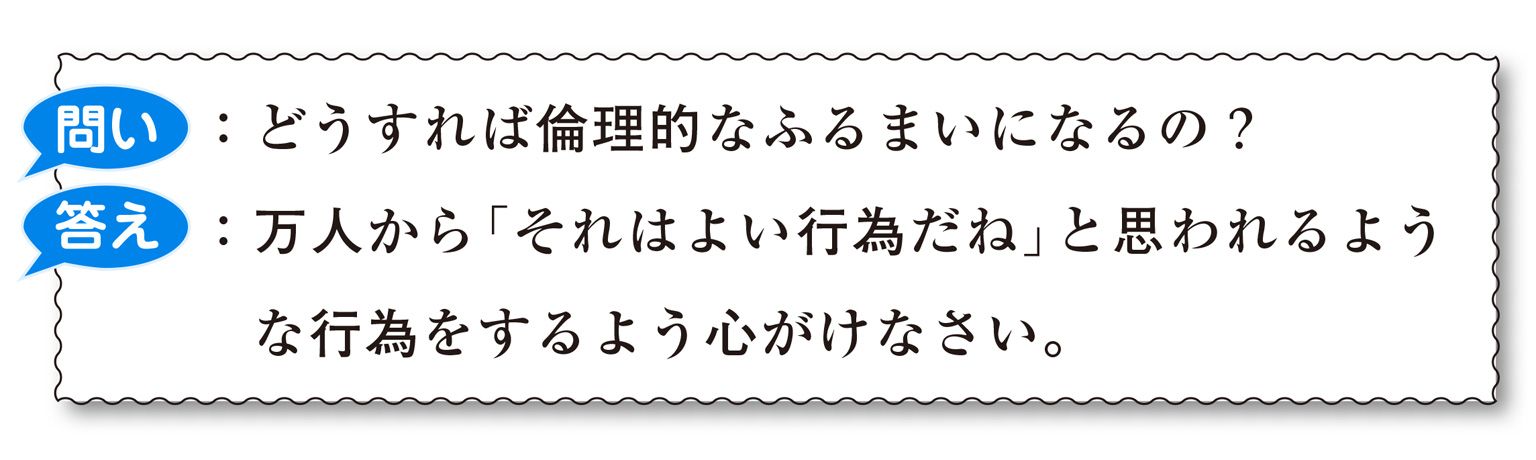 問い：どうすれば倫理的なふるまいになるの？
答え：万人から「それはよい行為だね」と思われるよう
な行為をするよう心がけなさい。